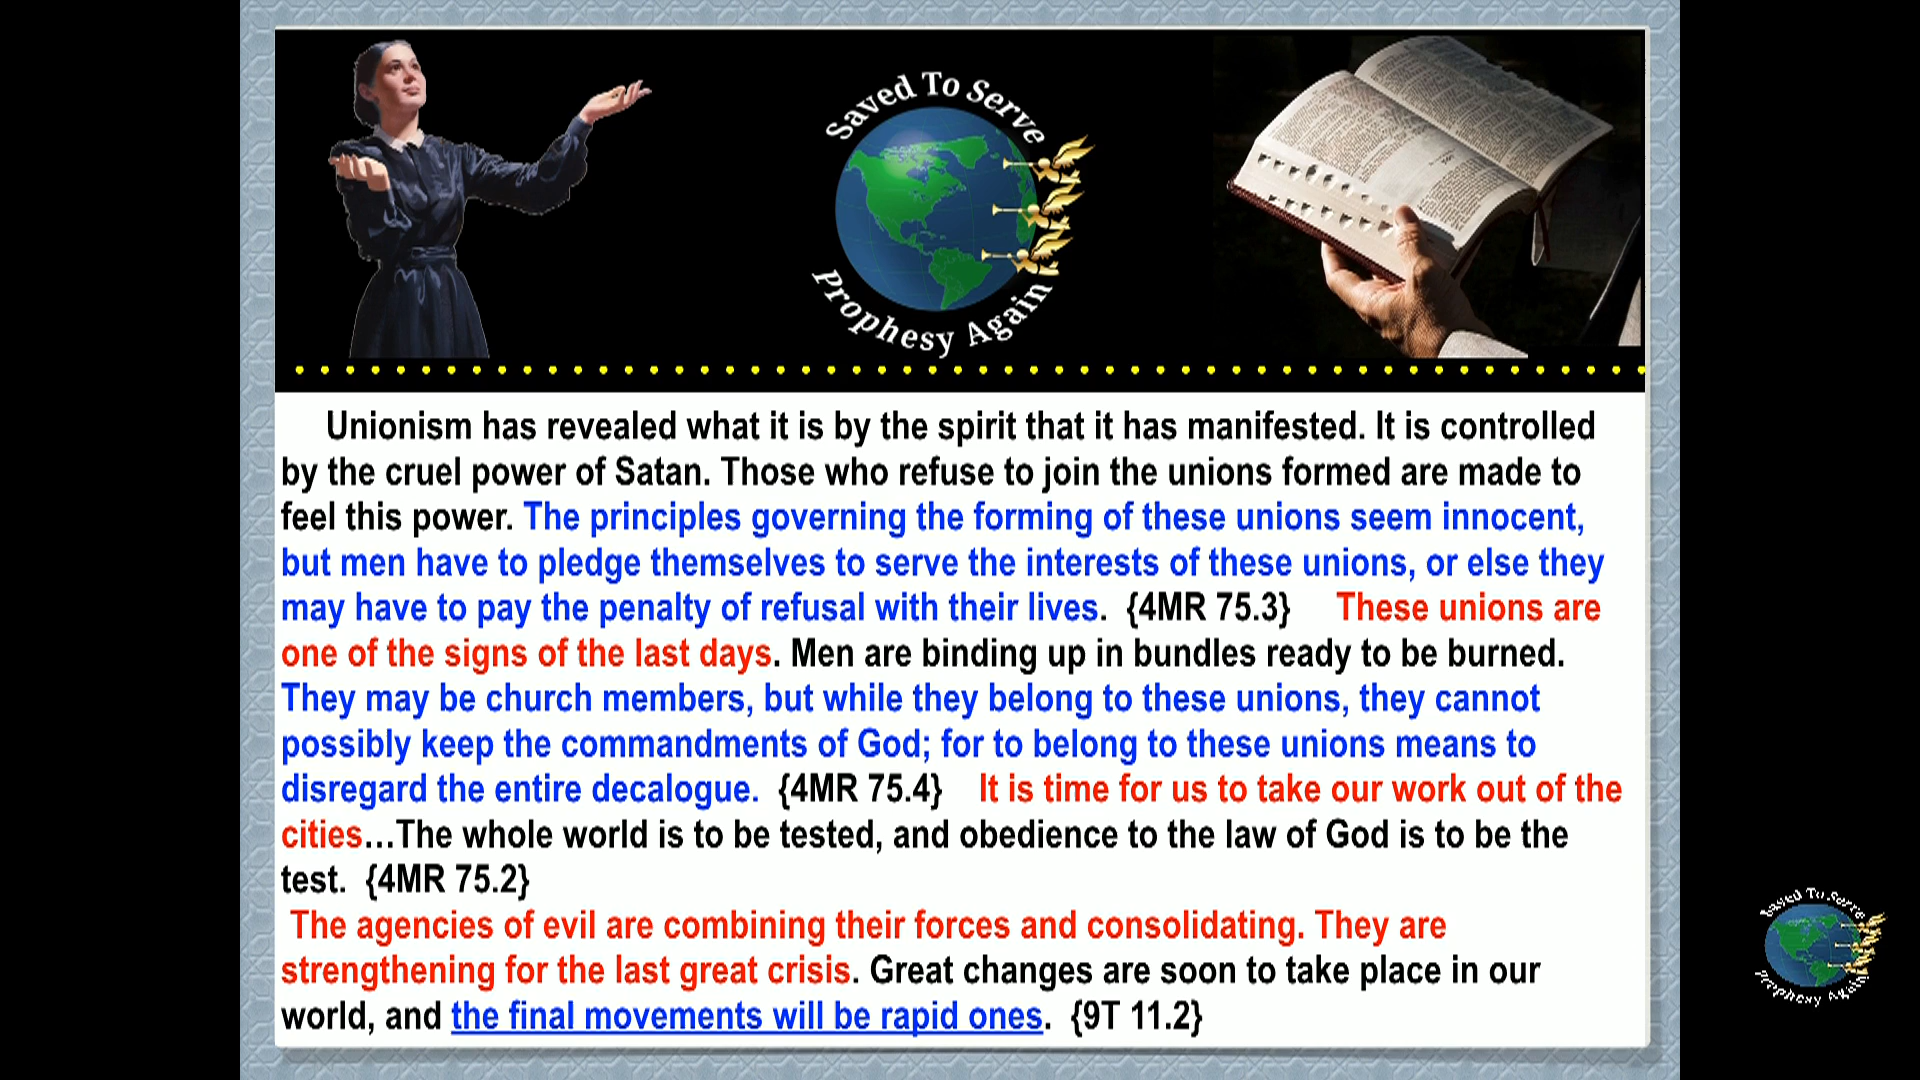 Saved To Serve
Prophesy Again
Unionism has revealed what it is by the spirit that it has manifested. It is controlled
by the cruel power of Satan. Those who refuse to join the unions formed are made to
feel this power. The principles governing the forming of these unions seem innocent,
but men have to pledge themselves to serve the interests of these unions, or else they
may have to pay the penalty of refusal with their lives. {4MR 75.3} These unions are
one of the signs of the last days. Men are binding up in bundles ready to be burned.
They may be church members, but while they belong to these unions, they cannot
possibly keep the commandments of God; for to belong to these unions means to
disregard the entire decalogue. {4MR 75.4} It is time for us to take our work out of the
cities…The whole world is to be tested, and obedience to the law of God is to be the
test. {4MR 75.2}
The agencies of evil are combining their forces and consolidating. They are
strengthening for the last great crisis. Great changes are soon to take place in our
world, and the final movements will be rapid ones. {9T 11.2}
Saved To Serve
Prophesy Again